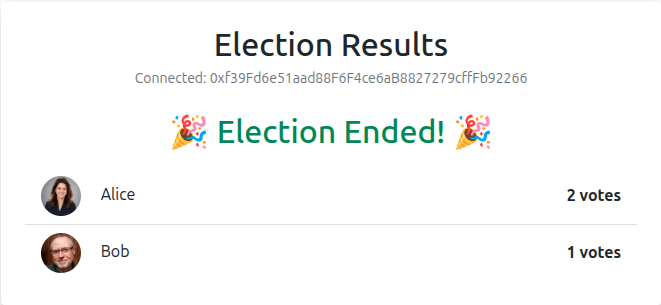 Election Results
Connected: 0xf39Fd6e51aad88F6F4ce6aB8827279cffFb92266
🎉 Election Ended! 🎉
Alice 2 votes
Bob 1 votes